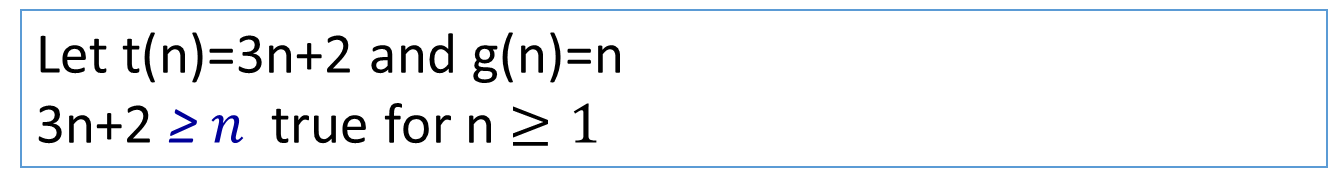 Let t(n)=3n+2 and g(n)=n
3n+2 ≥ n true for n ≥ 1